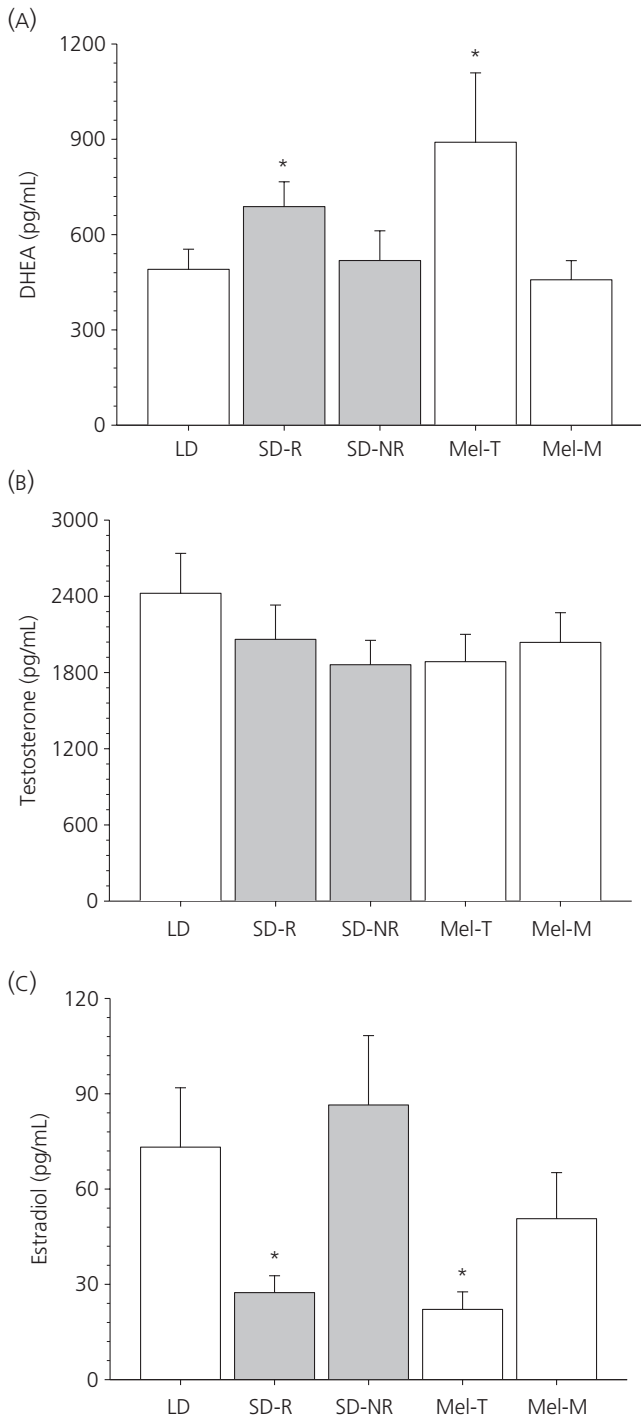 (A)
1200
*
900
*
DHEA (pg/mL)
600
300
0
LD SD-R SD-NR Mel-T Mel-M
(B)
3000
2400
1800
Testosterone (pg/mL)
1200
600
0
LD SD-R SD-NR Mel-T Mel-M
(C)
120
90
Estradiol (pg/mL)
60
30
* *
0
LD SD-R SD-NR Mel-T Mel-M